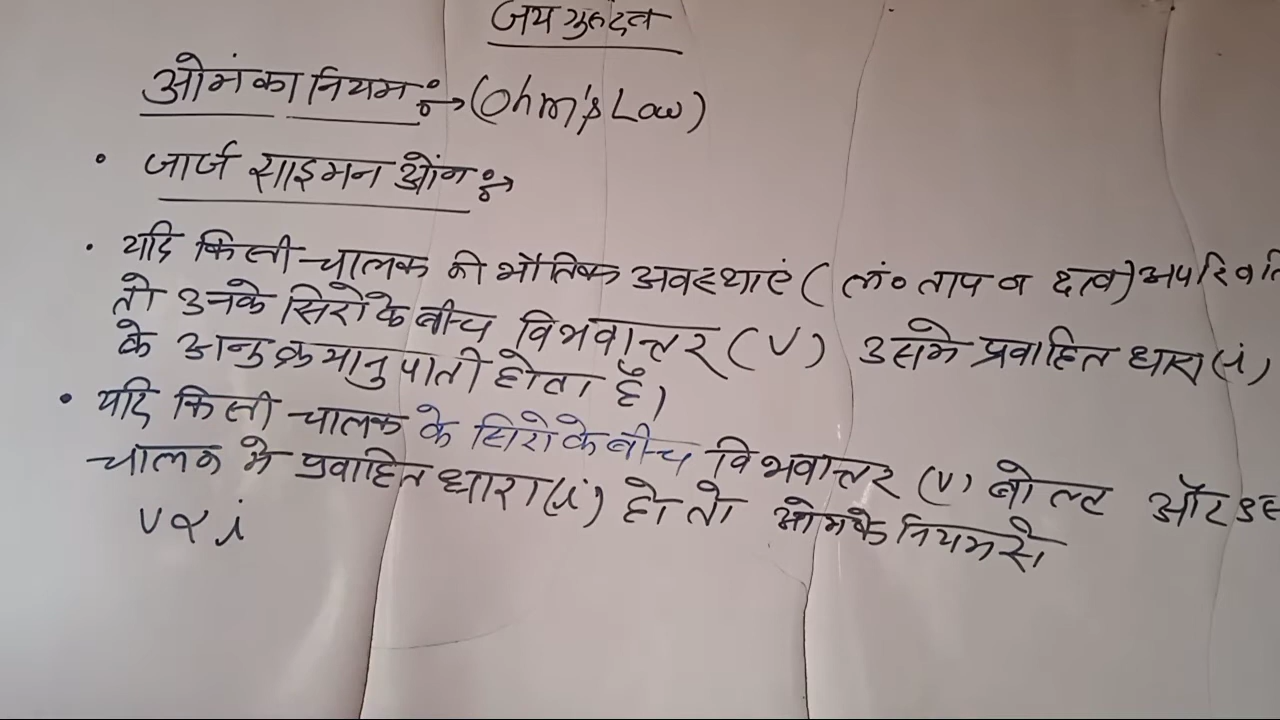 जय गुरुदेव
ओम का नियम :→ (Ohm's Law)
• जार्ज साइमन ओम :→
• यदि किसी चालक की भौतिक अवस्थाएं ( लं० ताप व द्रव्य) अपरिवर्ति
तो उनके सिरो के बीच विभवान्तर (V) उसमे प्रवाहित धारा (i)
के अनुक्रमानुपाती होता है।
• यदि किसी चालक के सिरो के बीच विभवान्तर (V) बोल्ट और
चालक मे प्रवाहित धारा (i) हो तो ओम के नियम से
V ∝ i